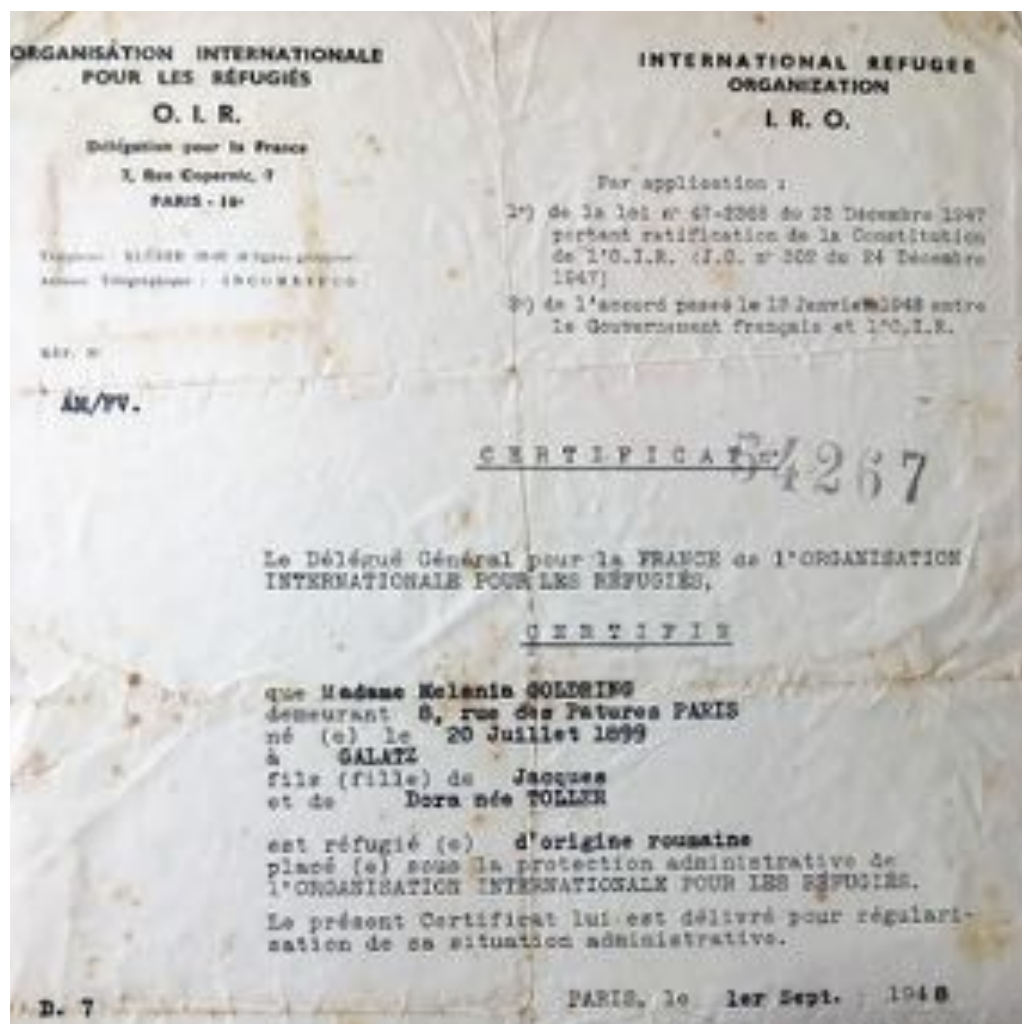 ORGANISATION INTERNATIONALE
POUR LES RÉFUGIÉS
O. I. R.
Délégation pour la France
7, Rue Copernic, 7
PARIS - 16e
INTERNATIONAL REFUGEE
ORGANIZATION
I. R. O.
Par application :
1°) de la loi n° 47-2363 du 23 Décembre 1947
portant ratification de la Constitution
de l'O.I.R. (J.O. n° 302 du 24 Décembre
1947)
2°) de l'accord passé le 13 Janvier 1948 entre
le Gouvernement français et l'O.I.R.
RÉF. N°
AM/FV.
CERTIFICAT n° 54267
Le Délégué Général pour la FRANCE de l'ORGANISATION
INTERNATIONALE POUR LES RÉFUGIÉS,
CERTIFIE
que Madame Melania GOLDRING
demeurant 8, rue des Patures PARIS
né (e) le 20 Juillet 1899
à GALATZ
fils (fille) de Jacques
et de Dora née TOLLER
est réfugié (e) d'origine roumaine
placé (e) sous la protection administrative de
l'ORGANISATION INTERNATIONALE POUR LES RÉFUGIÉS.
Le présent Certificat lui est délivré pour régulari-
sation de sa situation administrative.
D. 7
PARIS, le 1er Sept. 1948